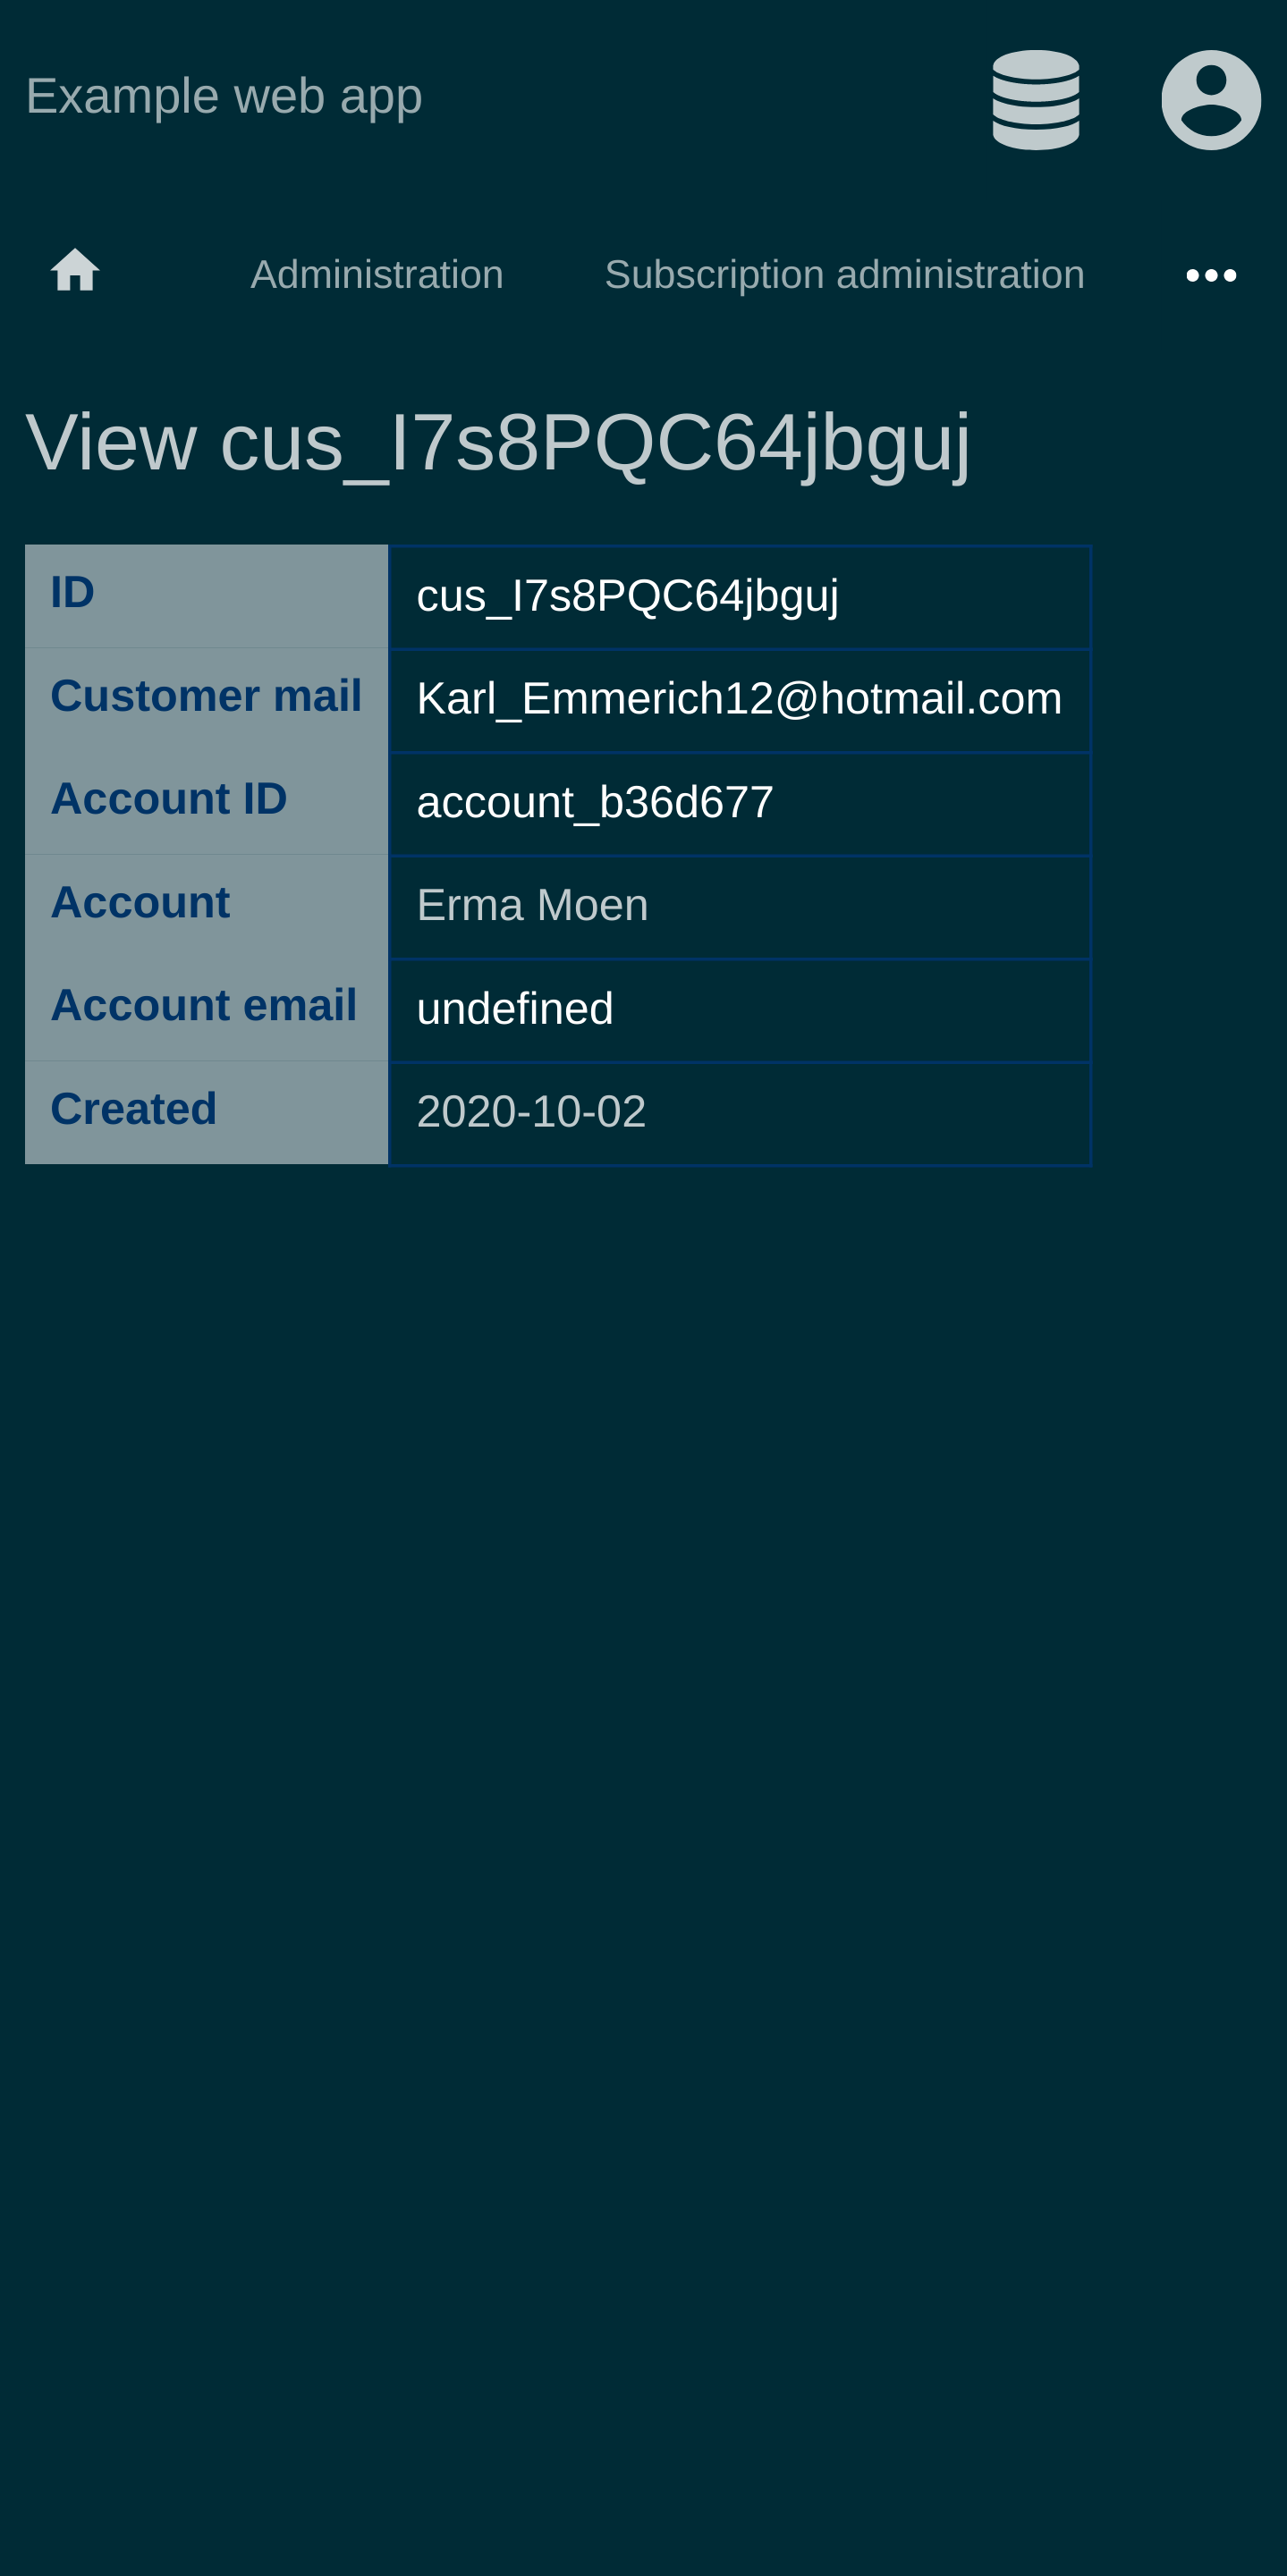 Example web app
Administration Subscription administration
View cus_I7s8PQC64jbguj
ID cus_I7s8PQC64jbguj
Customer mail Karl_Emmerich12@hotmail.com
Account ID account_b36d677
Account Erma Moen
Account email undefined
Created 2020-10-02